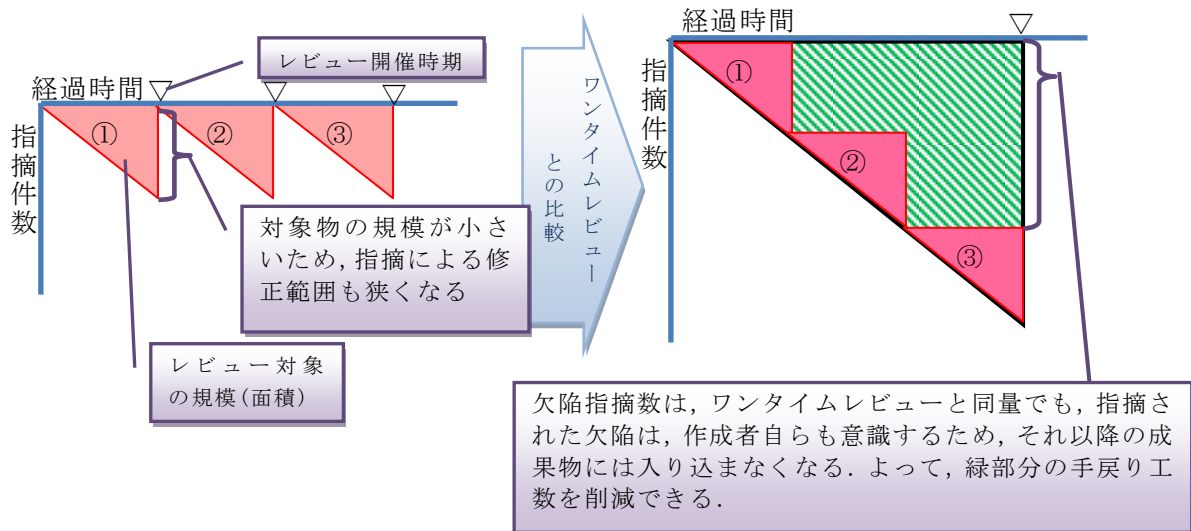 レビュー開催時期
経過時間
▽
▽
▽
指摘件数
①
②
③
対象物の規模が小さ
いため,指摘による修
正範囲も狭くなる
レビュー対象
の規模(面積)
ワンタイムレビュー
との比較
経過時間
▽
指摘件数
①
②
③
欠陥指摘数は,ワンタイムレビューと同量でも,指摘さ
れた欠陥は,作成者自らも意識するため,それ以降の成
果物には入り込まなくなる.よって,緑部分の手戻り工
数を削減できる.